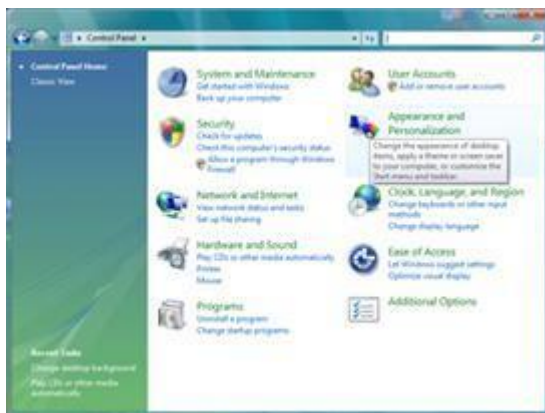 Control Panel
Control Panel Home
Classic View
System and Maintenance
Get started with Windows
Back up your computer
Security
Check for updates
Check this computer's security status
Allow a program through Windows
Firewall
Network and Internet
View network status and tasks
Set up file sharing
Hardware and Sound
Play CDs or other media automatically
Printer
Mouse
Programs
Uninstall a program
Change startup programs
User Accounts
Add or remove user accounts
Appearance and
Personalization
Change the appearance of desktop
items, apply a theme or screen saver
to your computer, or customize the
Start menu and taskbar.
Clock, Language, and Region
Change keyboards or other input
methods
Change display language
Ease of Access
Let Windows suggest settings
Optimize visual display
Additional Options
Recent Tasks
Change desktop background
Play CDs or other media
automatically